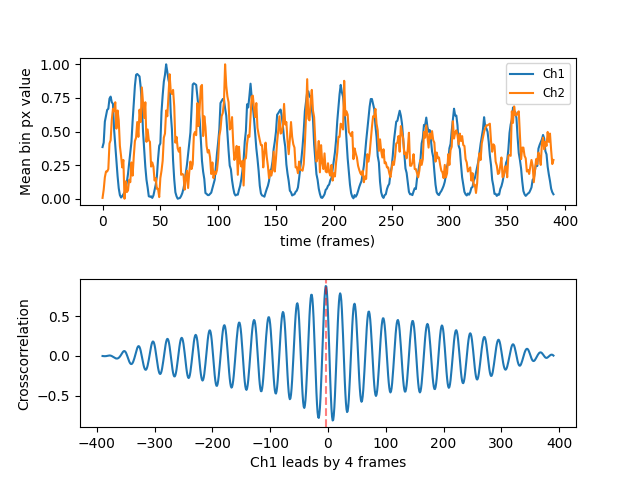 1.00
0.75
0.50
0.25
0.00
Mean bin px value
Ch1
Ch2
0 50 100 150 200 250 300 350 400
time (frames)
0.5
0.0
−0.5
Crosscorrelation
−400 −300 −200 −100 0 100 200 300 400
Ch1 leads by 4 frames